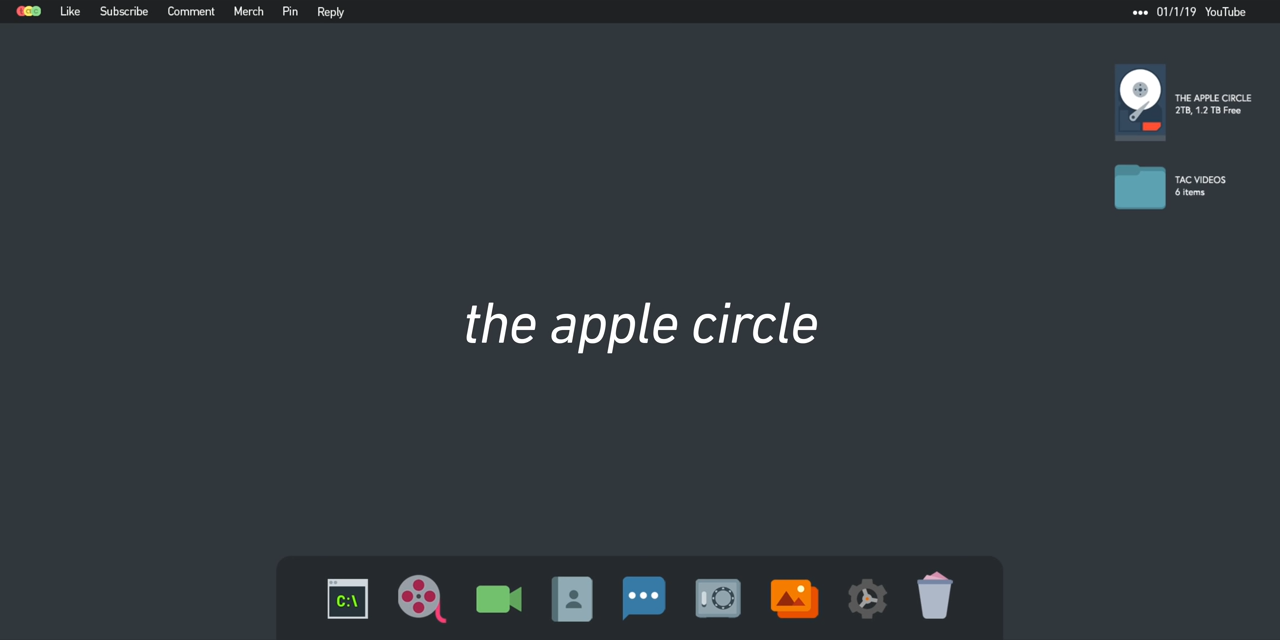 tac Like Subscribe Comment Merch Pin Reply ••• 01/1/19 YouTube
THE APPLE CIRCLE
2TB, 1.2 TB Free
TAC VIDEOS
6 items
the apple circle
C:\